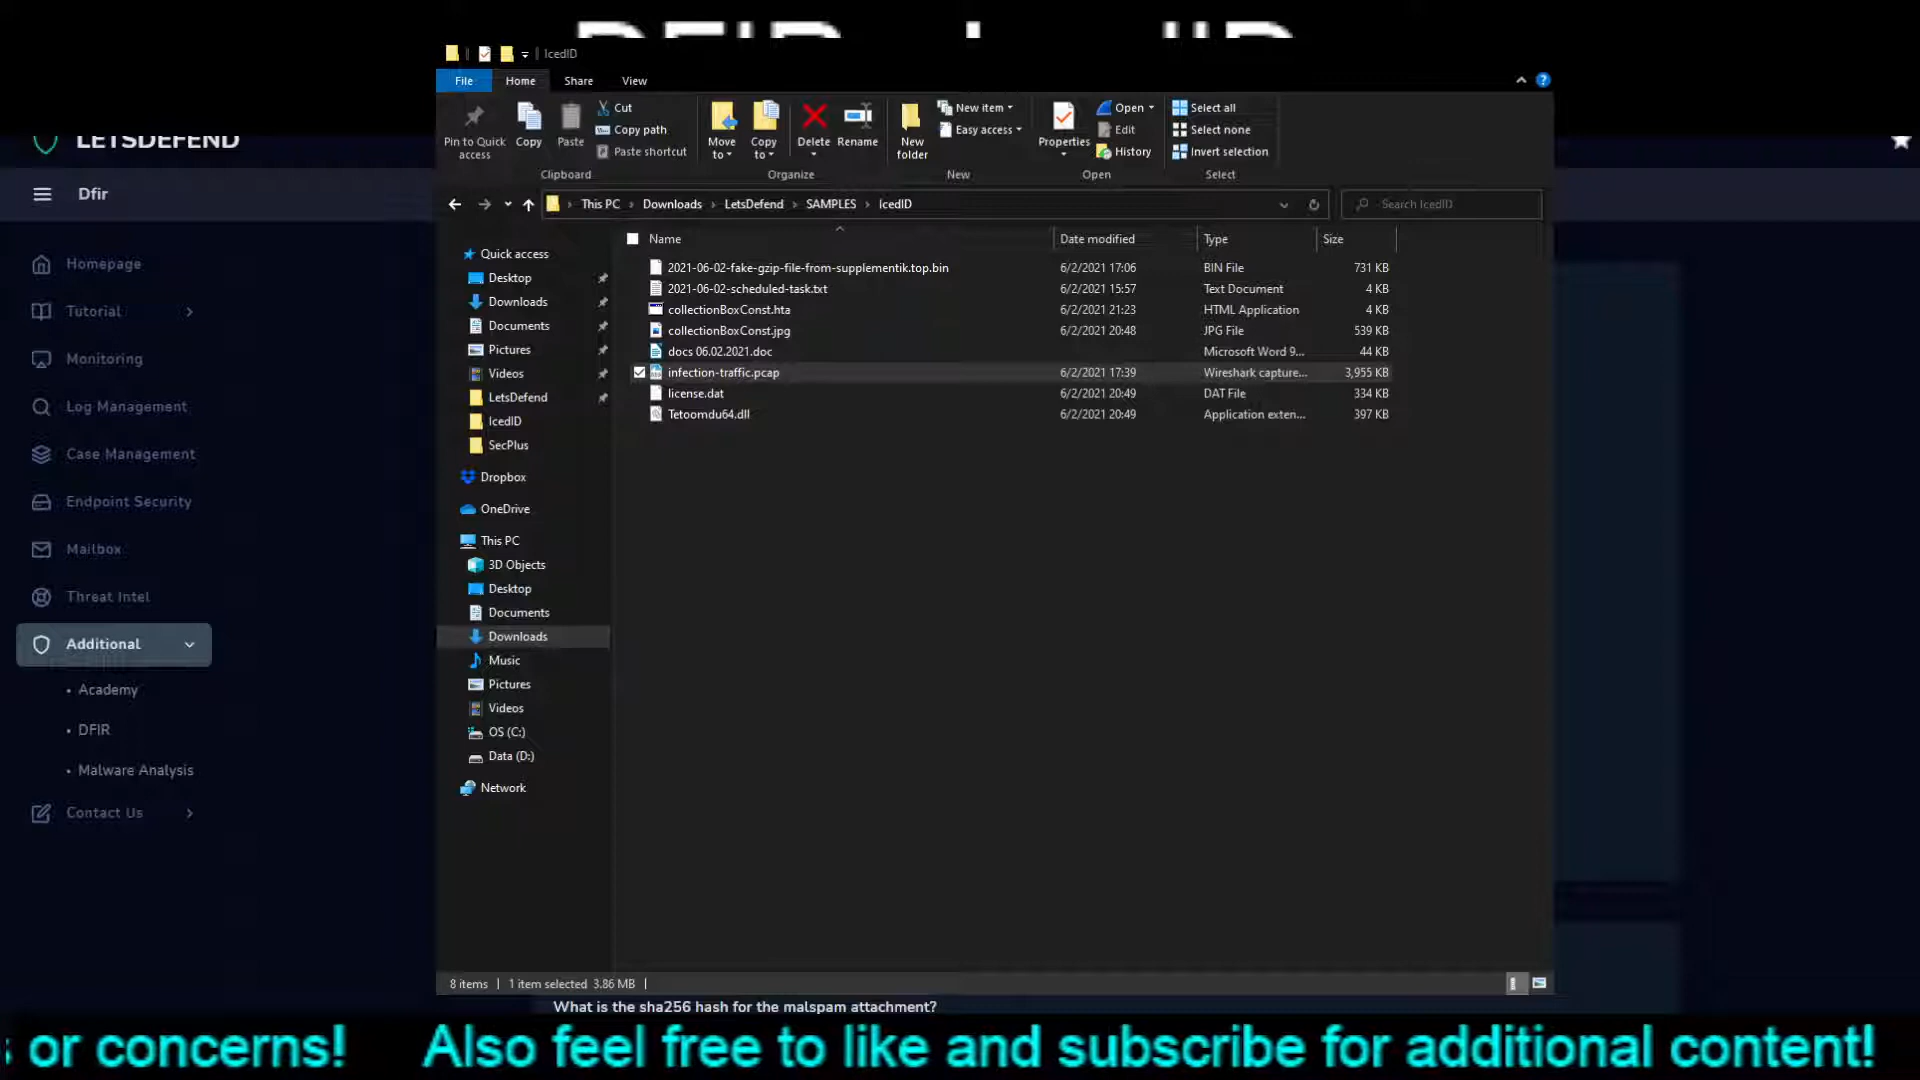 IcedID
File Home Share View
Pin to Quick access
Copy
Paste
Cut
Copy path
Paste shortcut
Clipboard
Move to
Copy to
Delete
Rename
Organize
New folder
New item
Easy access
New
Properties
Open
Edit
History
Open
Select all
Select none
Invert selection
Select
This PC › Downloads › LetsDefend › SAMPLES › IcedID
Search IcedID
LETSDEFEND
Dfir
Homepage
Tutorial
Monitoring
Log Management
Case Management
Endpoint Security
Mailbox
Threat Intel
Additional
• Academy
• DFIR
• Malware Analysis
Contact Us
Quick access
Desktop
Downloads
Documents
Pictures
Videos
LetsDefend
IcedID
SecPlus
Dropbox
OneDrive
This PC
3D Objects
Desktop
Documents
Downloads
Music
Pictures
Videos
OS (C:)
Data (D:)
Network
Name Date modified Type Size
2021-06-02-fake-gzip-file-from-supplementik.top.bin 6/2/2021 17:06 BIN File 731 KB
2021-06-02-scheduled-task.txt 6/2/2021 15:57 Text Document 4 KB
collectionBoxConst.hta 6/2/2021 21:23 HTML Application 4 KB
collectionBoxConst.jpg 6/2/2021 20:48 JPG File 539 KB
docs 06.02.2021.doc Microsoft Word 9... 44 KB
infection-traffic.pcap 6/2/2021 17:39 Wireshark capture... 3,955 KB
license.dat 6/2/2021 20:49 DAT File 334 KB
Tetoomdu64.dll 6/2/2021 20:49 Application exten... 397 KB
8 items 1 item selected 3.86 MB
What is the sha256 hash for the malspam attachment?
s or concerns! Also feel free to like and subscribe for additional content!